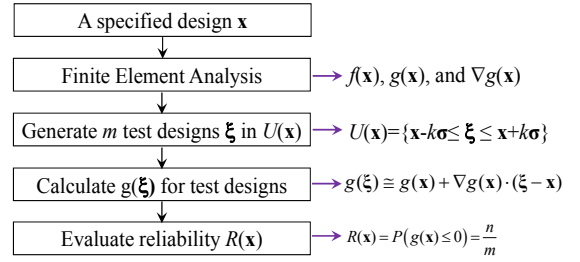 A specified design x
Finite Element Analysis
f(x), g(x), and ∇g(x)
Generate m test designs ξ in U(x)
U(x)={x-kσ≤ ξ ≤ x+kσ}
Calculate g(ξ) for test designs
g(ξ) ≅ g(x) + ∇g(x)·(ξ − x)
Evaluate reliability R(x)
R(x) = P(g(x) ≤ 0) = n/m